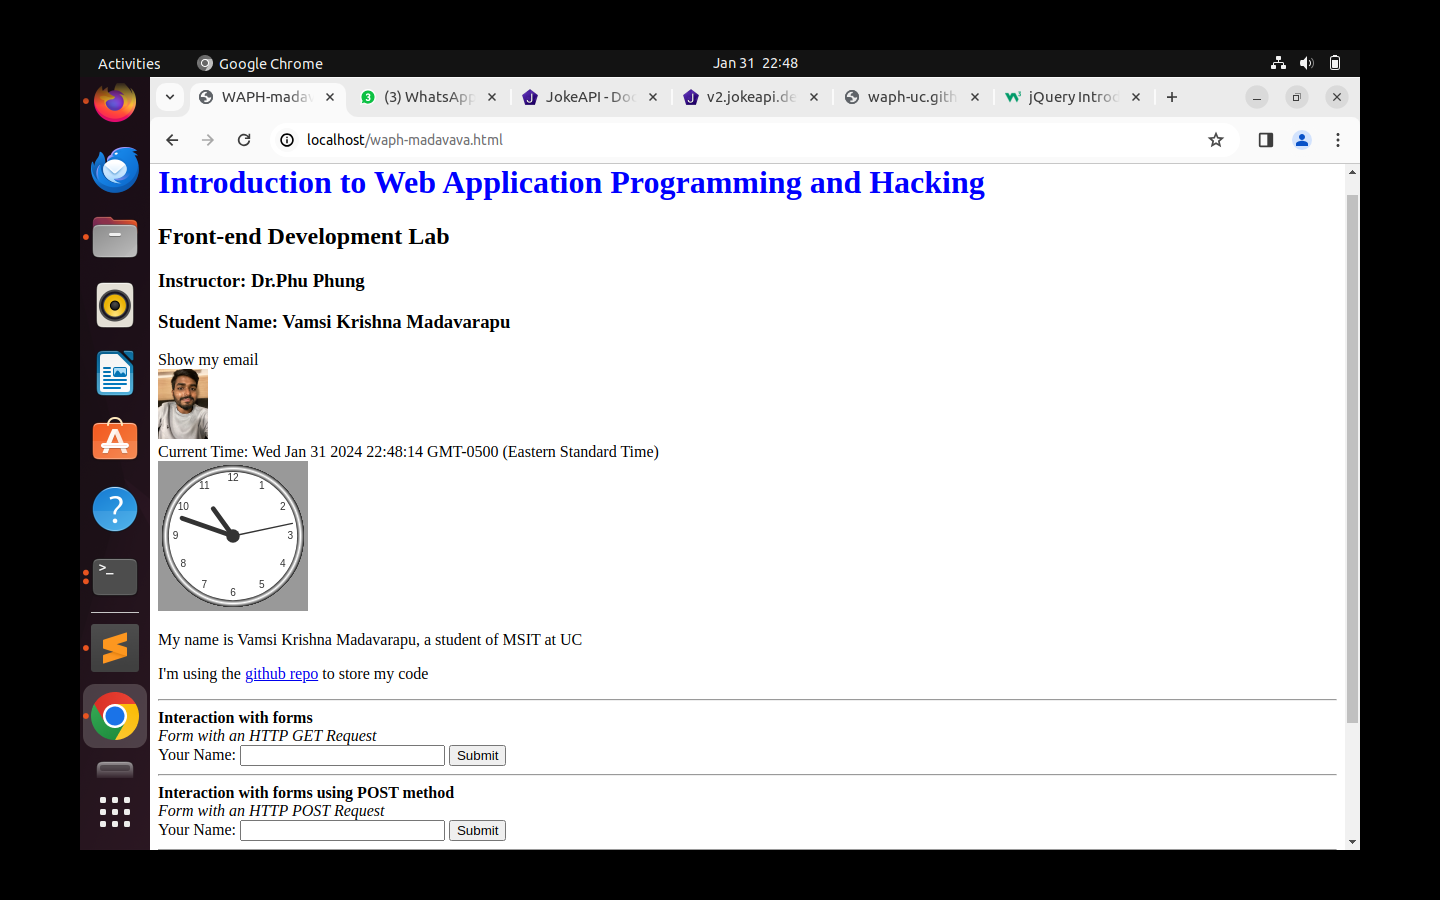 Activities
Google Chrome
Jan 31 22:48
WAPH-madav
(3) WhatsApp
JokeAPI - Doc
v2.jokeapi.de
waph-uc.gith
jQuery Introd
localhost/waph-madavava.html
Introduction to Web Application Programming and Hacking
Front-end Development Lab
Instructor: Dr.Phu Phung
Student Name: Vamsi Krishna Madavarapu
Show my email
Current Time: Wed Jan 31 2024 22:48:14 GMT-0500 (Eastern Standard Time)
12
11 1
10 2
9 3
8 4
7 5
6
My name is Vamsi Krishna Madavarapu, a student of MSIT at UC
I'm using the github repo to store my code
Interaction with forms
Form with an HTTP GET Request
Your Name: Submit
Interaction with forms using POST method
Form with an HTTP POST Request
Your Name: Submit